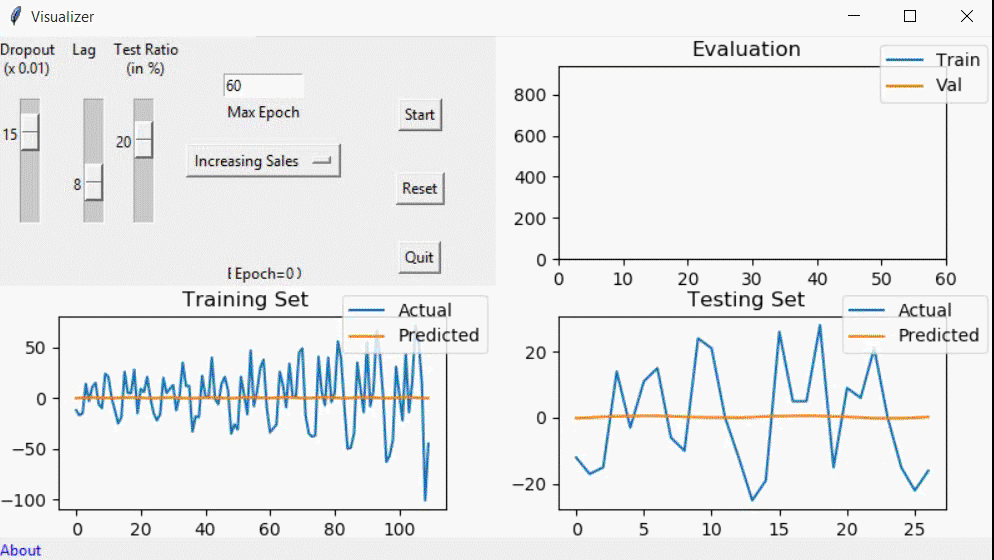 Visualizer
Dropout
(x 0.01)
Lag
Test Ratio
(in %)
15
8
20
60
Max Epoch
Increasing Sales
Start
Reset
Quit
(Epoch=0)
Evaluation
Train
Val
800
600
400
200
0
0 10 20 30 40 50 60
Training Set
Actual
Predicted
50
0
−50
−100
0 20 40 60 80 100
Testing Set
Actual
Predicted
20
0
−20
0 5 10 15 20 25
About